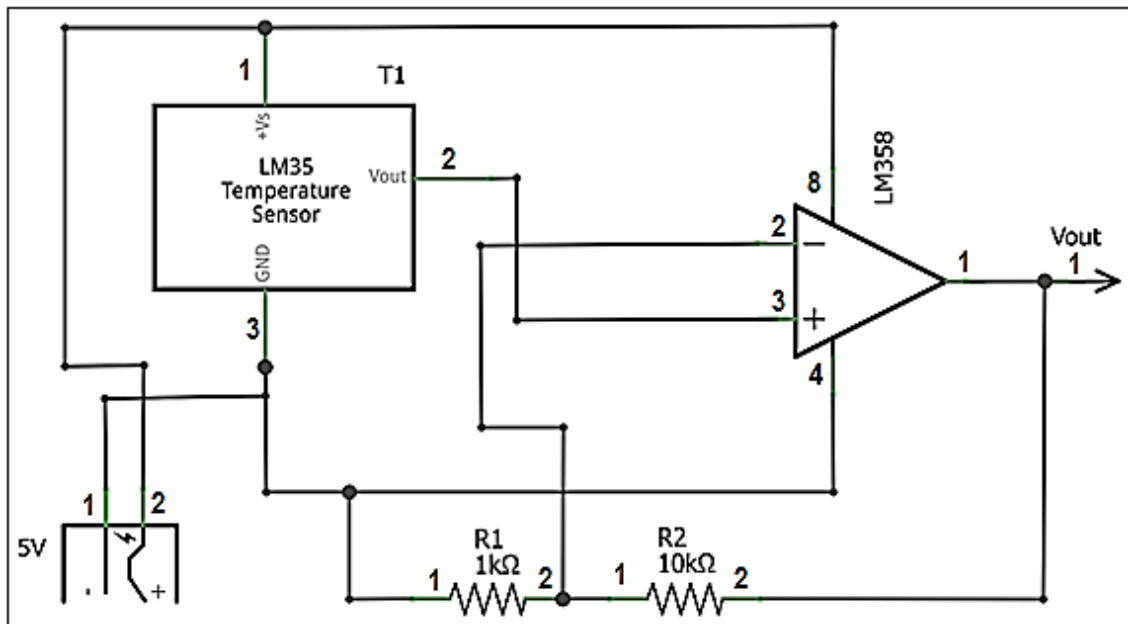 T1
1
+Vs
LM35
Temperature
Sensor
Vout
2
GND
3
LM358
8
2
−
3
+
4
1
Vout
1
5V
1
2
-
+
R1
1kΩ
1
2
R2
10kΩ
1
2